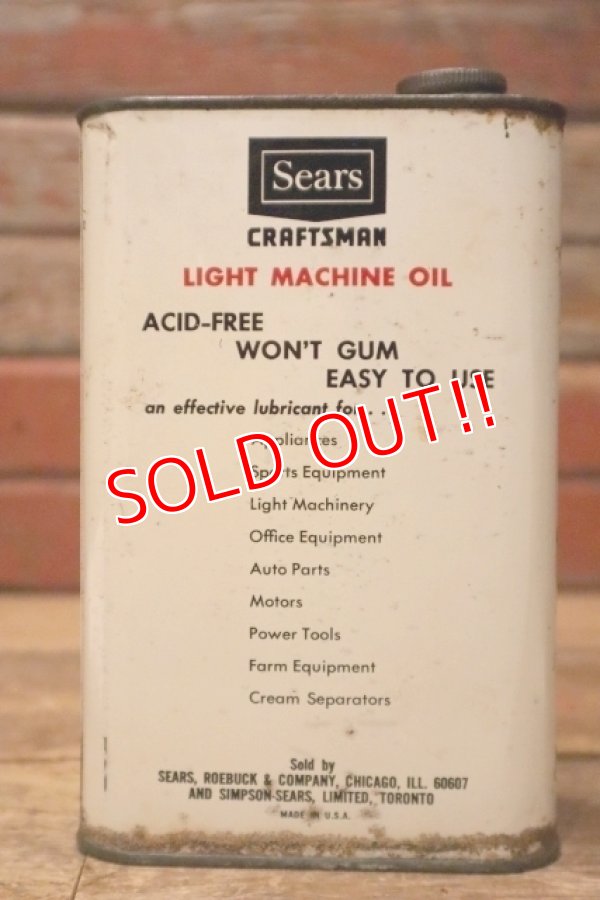 Sears
CRAFTSMAN
LIGHT MACHINE OIL
ACID-FREE
WON'T GUM
EASY TO USE
an effective lubricant for. . .
SOLD OUT!!
Appliances
Sports Equipment
Light Machinery
Office Equipment
Auto Parts
Motors
Power Tools
Farm Equipment
Cream Separators
Sold by
SEARS, ROEBUCK & COMPANY, CHICAGO, ILL. 60607
AND SIMPSON-SEARS, LIMITED, TORONTO
MADE IN U.S.A.